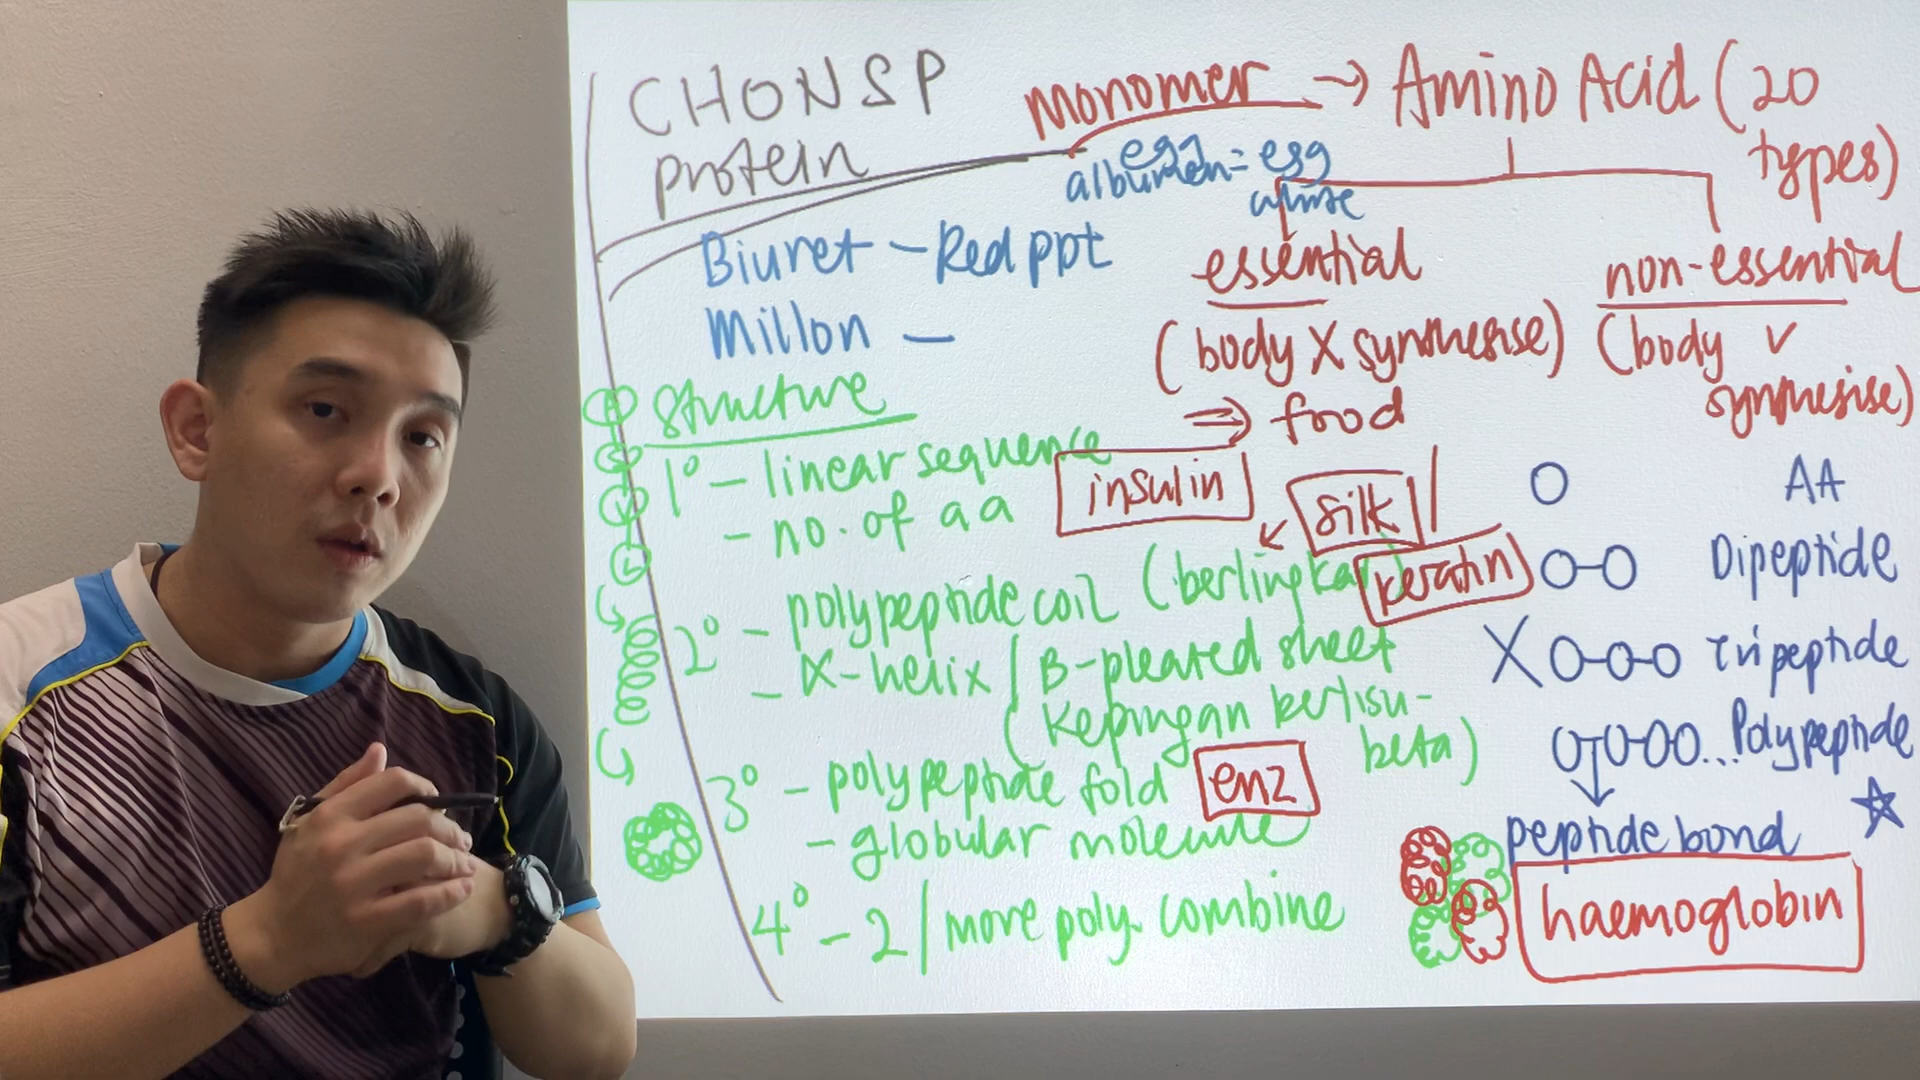 CHONSP
protein
monomer → Amino Acid (20
types)
egg
albumen = egg
white
Biuret - Red ppt
Millon -
essential
(body X synthesise)
⇒ food
non-essential
(body ✓
synthesise)
Structure
1° - linear sequence
- no. of aa
insulin
silk
keratin
2° - polypeptide coil (berlingkar
- α-helix / B-pleated sheet
(kepingan berlisu-
beta)
3° - polypeptide fold
enz
- globular molecule
4° - 2/more poly. combine
haemoglobin
AA
Dipeptide
X Tripeptide
... Polypeptide
peptide bond